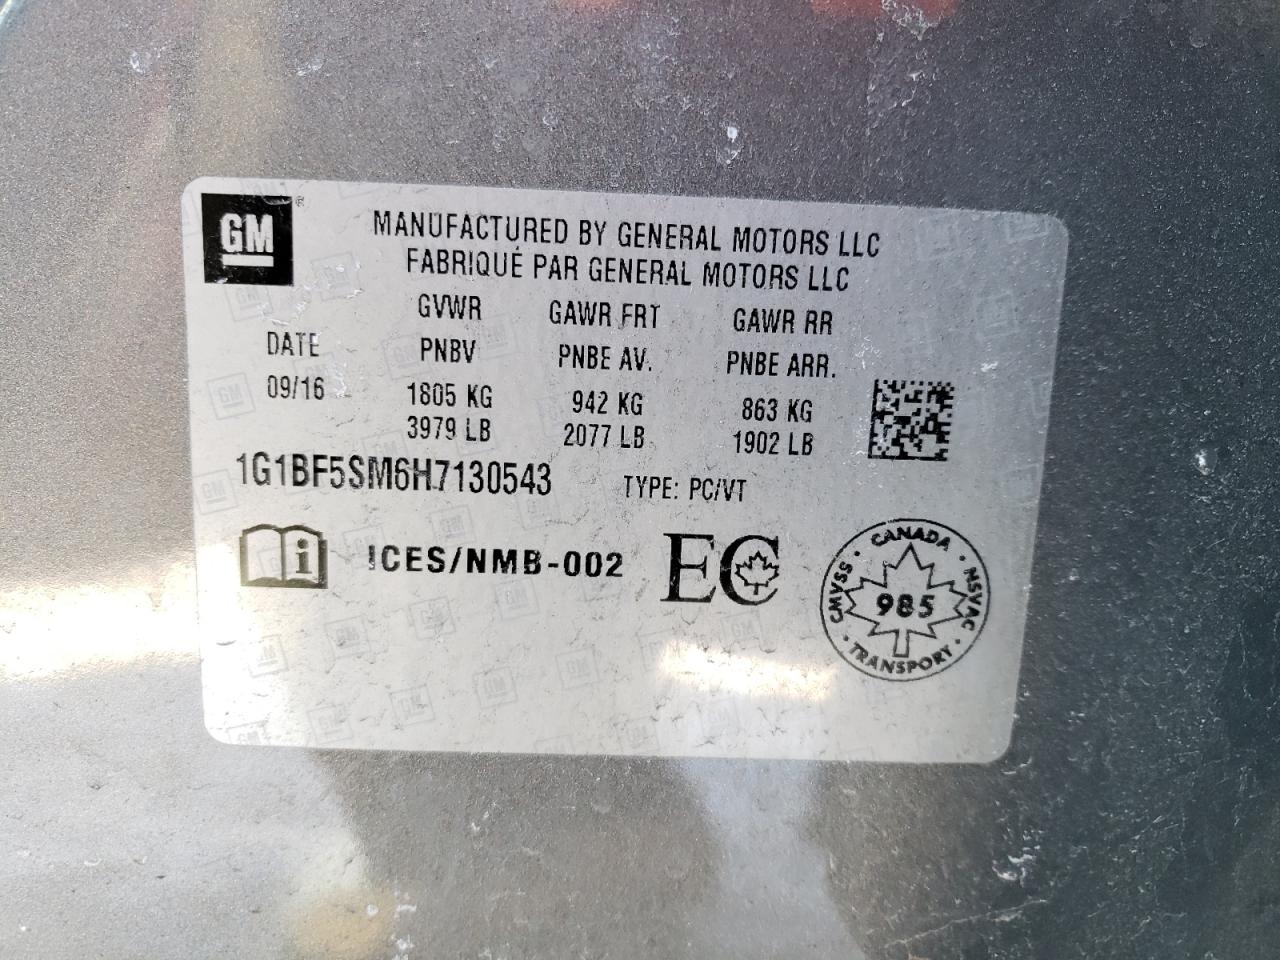 GM ®
MANUFACTURED BY GENERAL MOTORS LLC
FABRIQUÉ PAR GENERAL MOTORS LLC
GVWR GAWR FRT GAWR RR
DATE PNBV PNBE AV. PNBE ARR.
09/16 1805 KG 942 KG 863 KG
3979 LB 2077 LB 1902 LB
1G1BF5SM6H7130543 TYPE: PC/VT
i ICES/NMB-002 EC
CANADA
CMVSS · 985 · NSVAC
TRANSPORT